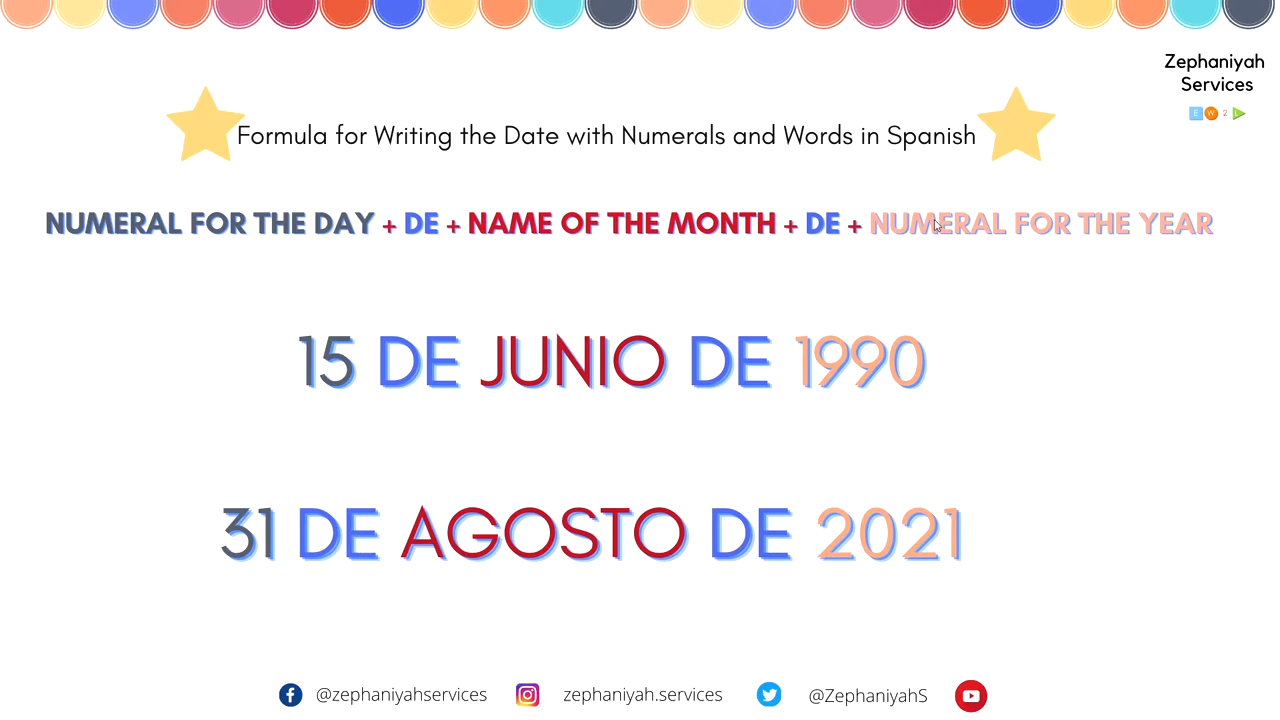 Zephaniyah
Services
E W 2 L
Formula for Writing the Date with Numerals and Words in Spanish
NUMERAL FOR THE DAY + DE + NAME OF THE MONTH + DE + NUMERAL FOR THE YEAR
15 DE JUNIO DE 1990
31 DE AGOSTO DE 2021
@zephaniyahservices zephaniyah.services @ZephaniyahS